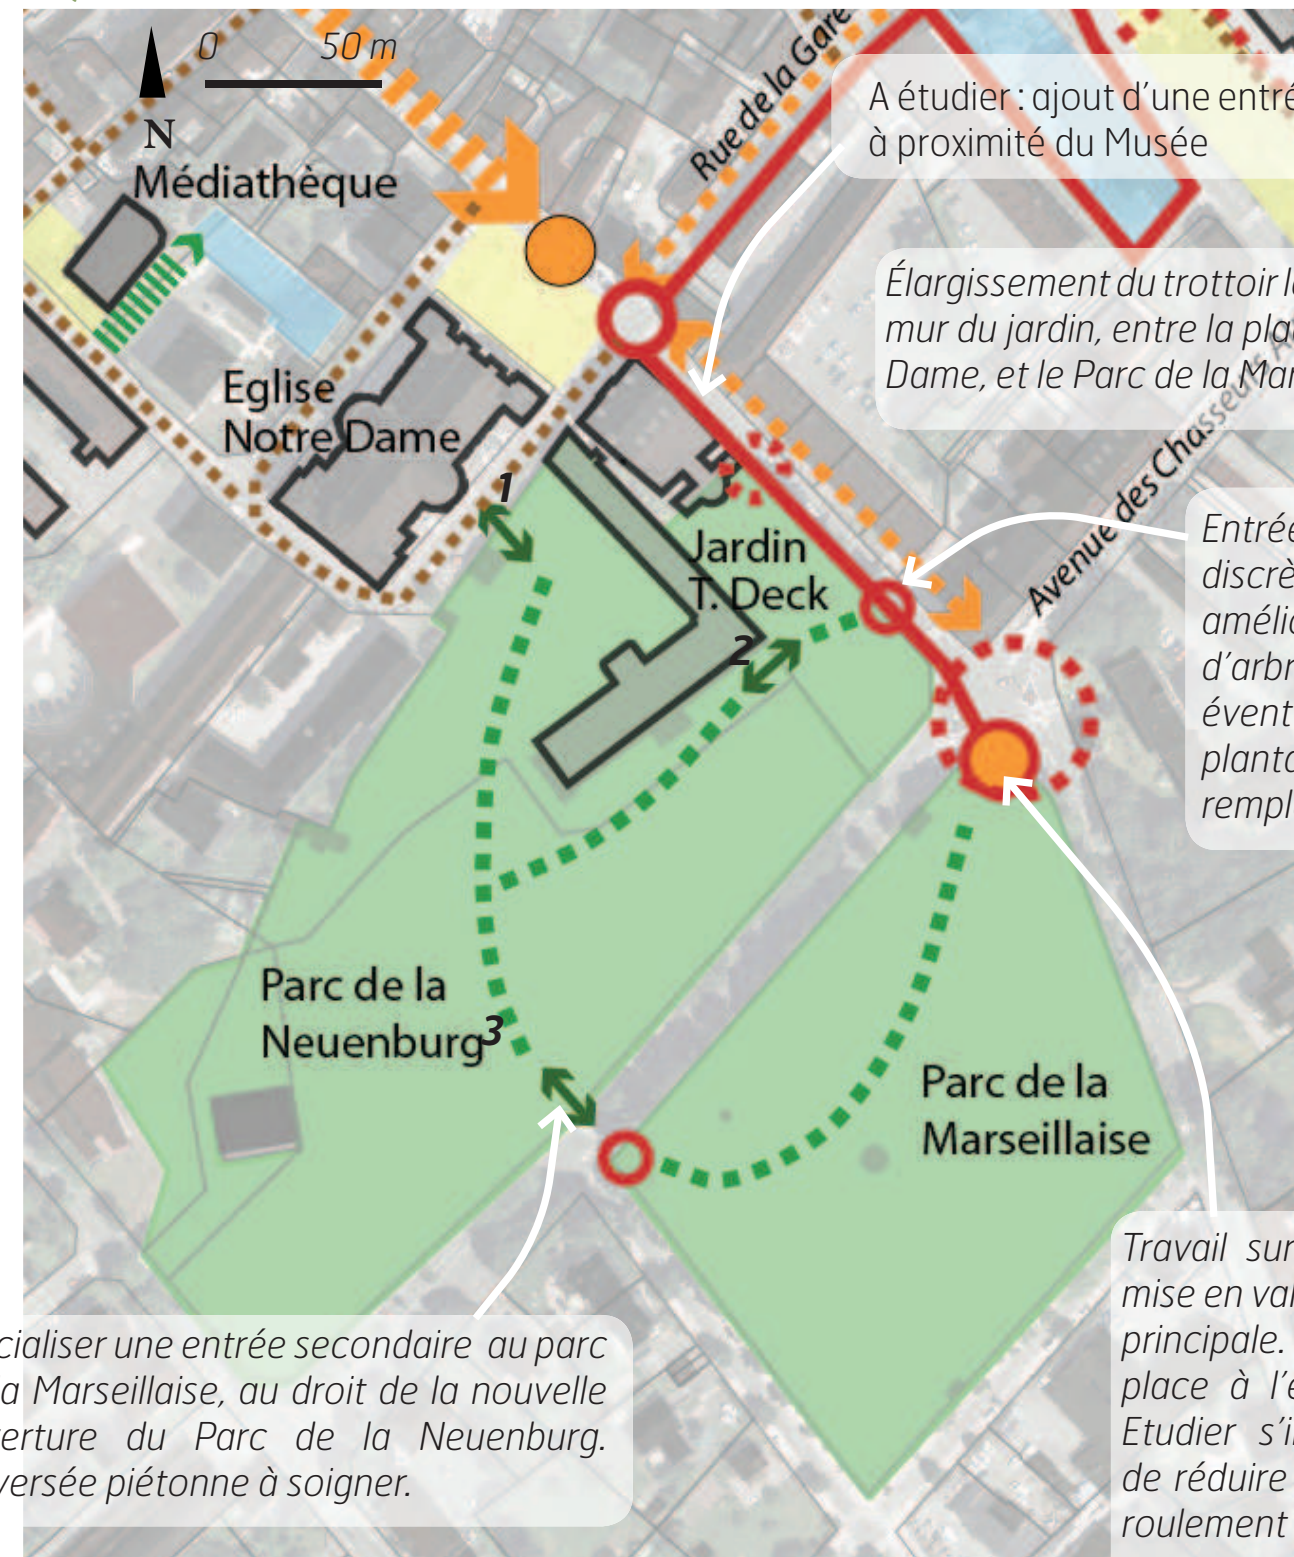 0 50 m
N
Médiathèque
Rue de la Gare
A étudier : ajout d'une entré
à proximité du Musée
Élargissement du trottoir l
mur du jardin, entre la pla
Dame, et le Parc de la Mar
Eglise
Notre Dame
Avenue des Chasseurs
1
Jardin
T. Deck
2
Entrée
discrè
amélio
d'arbr
évent
planta
rempl
Parc de la
Neuenburg
3
Parc de la
Marseillaise
Travail sur
mise en val
principale.
place à l'e
Etudier s'il
de réduire
roulement
cialiser une entrée secondaire au parc
a Marseillaise, au droit de la nouvelle
erture du Parc de la Neuenburg.
versée piétonne à soigner.